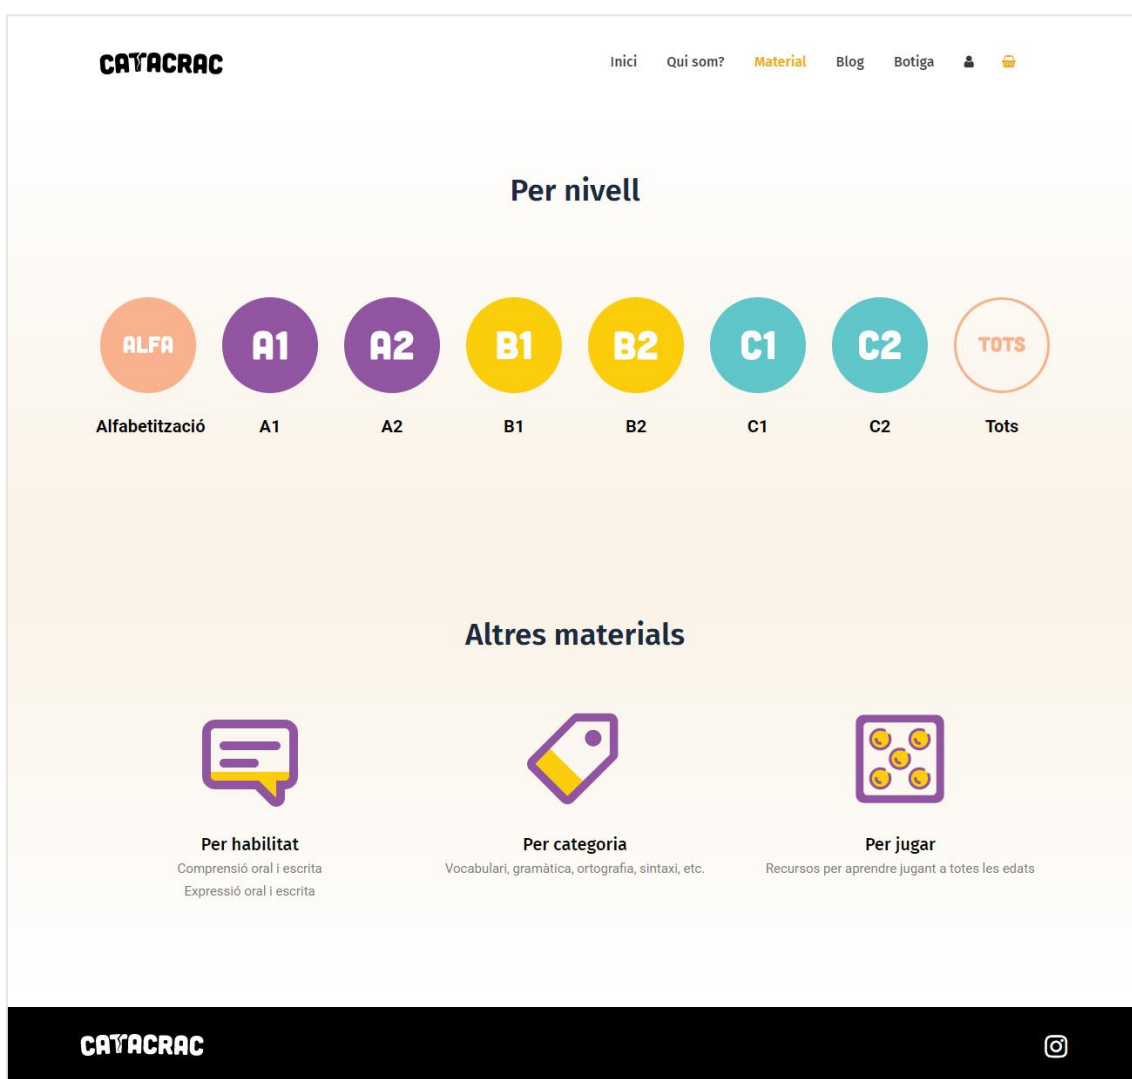 CATACRAC
Inici Qui som? Material Blog Botiga
Per nivell
ALFA A1 A2 B1 B2 C1 C2 TOTS
Alfabetització A1 A2 B1 B2 C1 C2 Tots
Altres materials
Per habilitat
Comprensió oral i escrita
Expressió oral i escrita
Per categoria
Vocabulari, gramàtica, ortografia, sintaxi, etc.
Per jugar
Recursos per aprendre jugant a totes les edats
CATACRAC